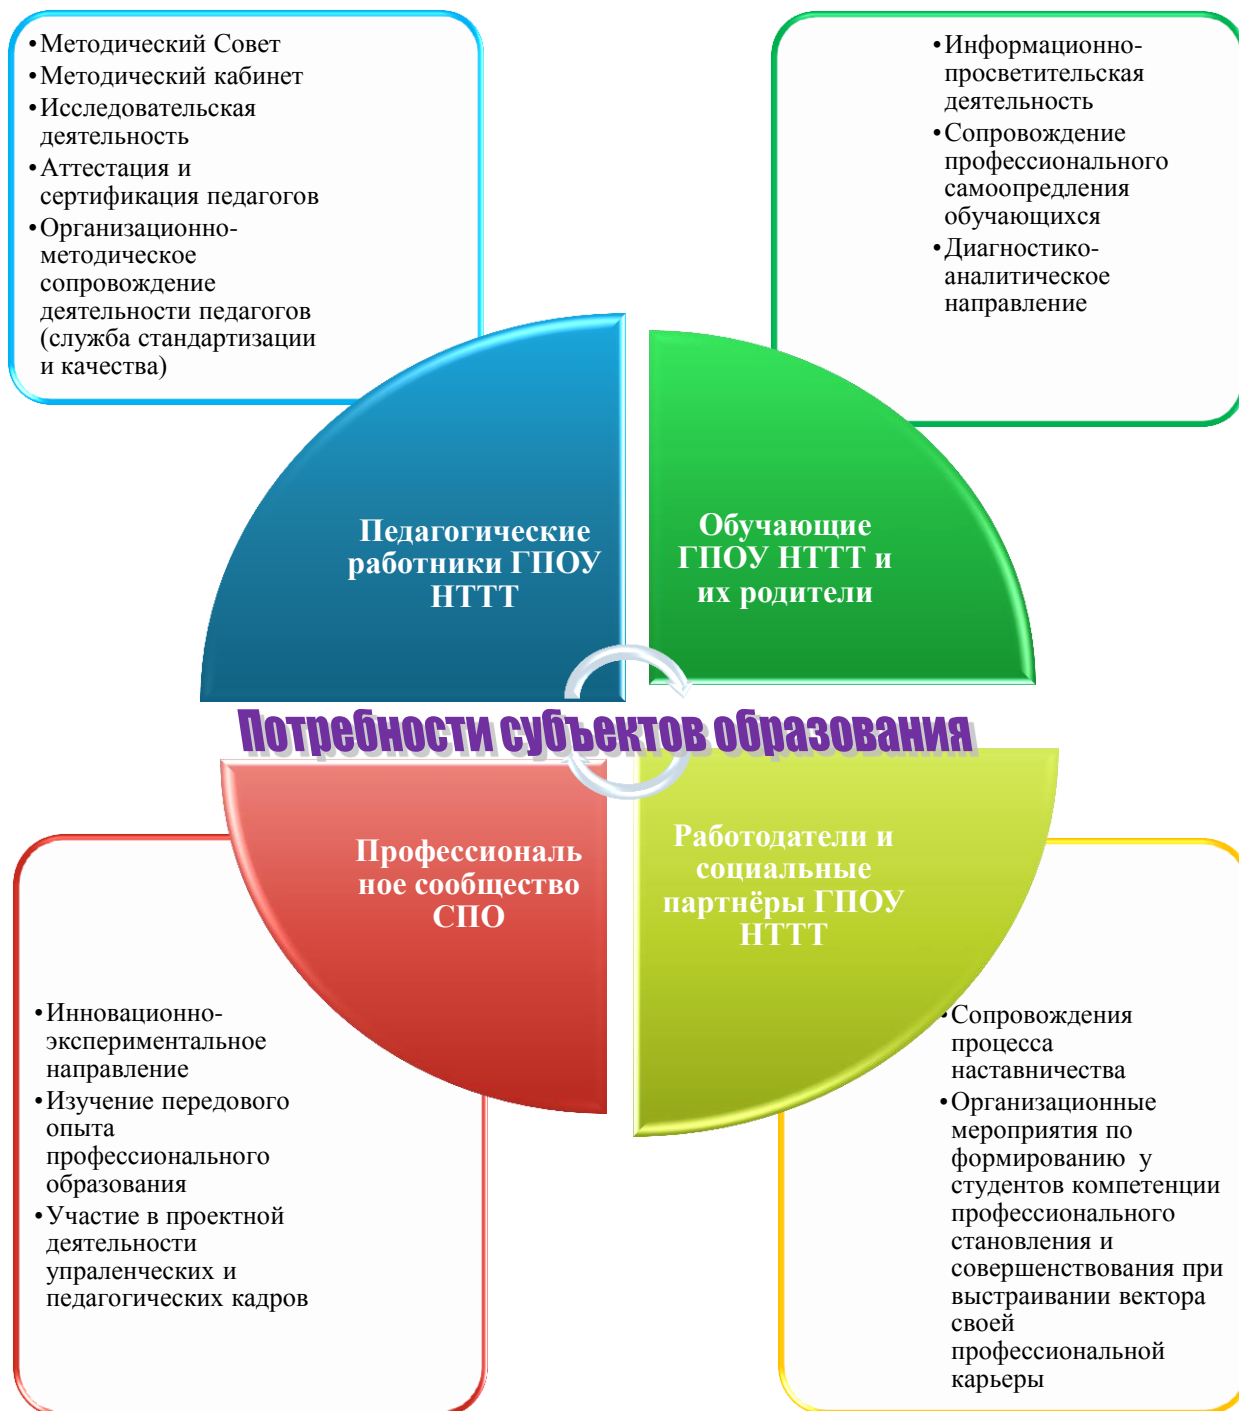 •Методический Совет
•Методический кабинет
•Исследовательская
деятельность
•Аттестация и
сертификация педагогов
•Организационно-
методическое
сопровождение
деятельности педагогов
(служба стандартизации
и качества)
•Информационно-
просветительская
деятельность
•Сопровождение
профессионального
самоопредления
обучающихся
•Диагностико-
аналитическое
направление
Педагогические
работники ГПОУ
НТТТ
Обучающие
ГПОУ НТТТ и
их родители
Потребности субъектов образования
Профессиональ
ное сообщество
СПО
Работодатели и
социальные
партнёры ГПОУ
НТТТ
•Инновационно-
экспериментальное
направление
•Изучение передового
опыта
профессионального
образования
•Участие в проектной
деятельности
упраленческих и
педагогических кадров
•Сопровождения
процесса
наставничества
•Организационные
мероприятия по
формированию у
студентов компетенции
профессионального
становления и
совершенствования при
выстраивании вектора
своей
профессиональной
карьеры